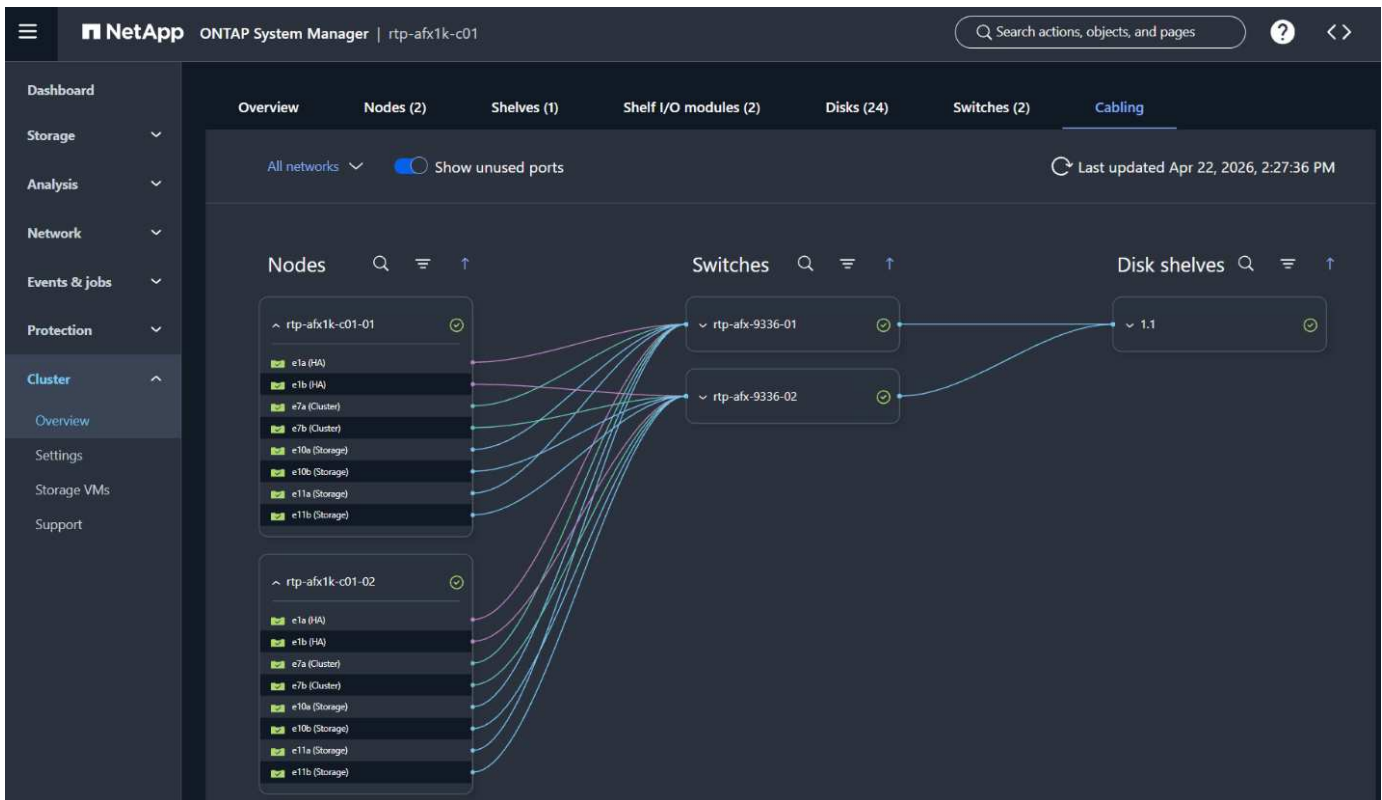 NetApp ONTAP System Manager | rtp-afx1k-c01
Search actions, objects, and pages
?
Dashboard
Storage
Analysis
Network
Events & jobs
Protection
Cluster
Overview
Settings
Storage VMs
Support
Overview Nodes (2) Shelves (1) Shelf I/O modules (2) Disks (24) Switches (2) Cabling
All networks Show unused ports Last updated Apr 22, 2026, 2:27:36 PM
Nodes
rtp-afx1k-c01-01
e1a (HA)
e1b (HA)
e7a (Cluster)
e7b (Cluster)
e10a (Storage)
e10b (Storage)
e11a (Storage)
e11b (Storage)
rtp-afx1k-c01-02
e1a (HA)
e1b (HA)
e7a (Cluster)
e7b (Cluster)
e10a (Storage)
e10b (Storage)
e11a (Storage)
e11b (Storage)
Switches
rtp-afx-9336-01
rtp-afx-9336-02
Disk shelves
1.1